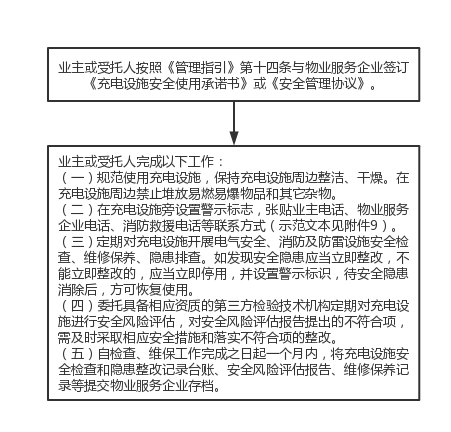 业主或受托人按照《管理指引》第十四条与物业服务企业签订
《充电设施安全使用承诺书》或《安全管理协议》。
业主或受托人完成以下工作：
（一）规范使用充电设施，保持充电设施周边整洁、干燥。在
充电设施周边禁止堆放易燃易爆物品和其它杂物。
（二）在充电设施旁设置警示标志，张贴业主电话、物业服务
企业电话、消防救援电话等联系方式（示范文本见附件9）。
（三）定期对充电设施开展电气安全、消防及防雷设施安全检
查、维修保养、隐患排查。如发现安全隐患应当立即整改，不
能立即整改的，应当立即停用，并设置警示标识，待安全隐患
消除后，方可恢复使用。
（四）委托具备相应资质的第三方检验技术机构定期对充电设
施进行安全风险评估，对安全风险评估报告提出的不符合项，
需及时采取相应安全措施和落实不符合项的整改。
（五）自检查、维保工作完成之日起一个月内，将充电设施安
全检查和隐患整改记录台账、安全风险评估报告、维修保养记
录等提交物业服务企业存档。